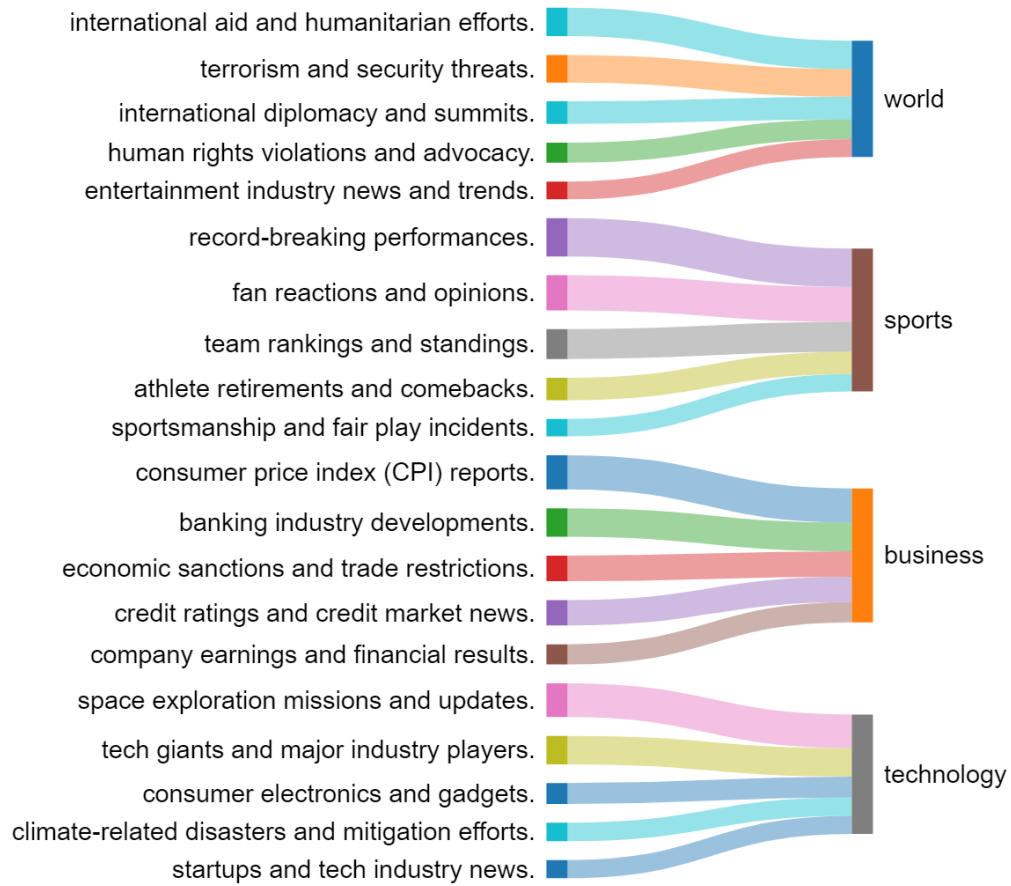 international aid and humanitarian efforts.
terrorism and security threats.
international diplomacy and summits.
human rights violations and advocacy.
entertainment industry news and trends.
world
record-breaking performances.
fan reactions and opinions.
team rankings and standings.
athlete retirements and comebacks.
sportsmanship and fair play incidents.
sports
consumer price index (CPI) reports.
banking industry developments.
economic sanctions and trade restrictions.
credit ratings and credit market news.
company earnings and financial results.
business
space exploration missions and updates.
tech giants and major industry players.
consumer electronics and gadgets.
climate-related disasters and mitigation efforts.
startups and tech industry news.
technology